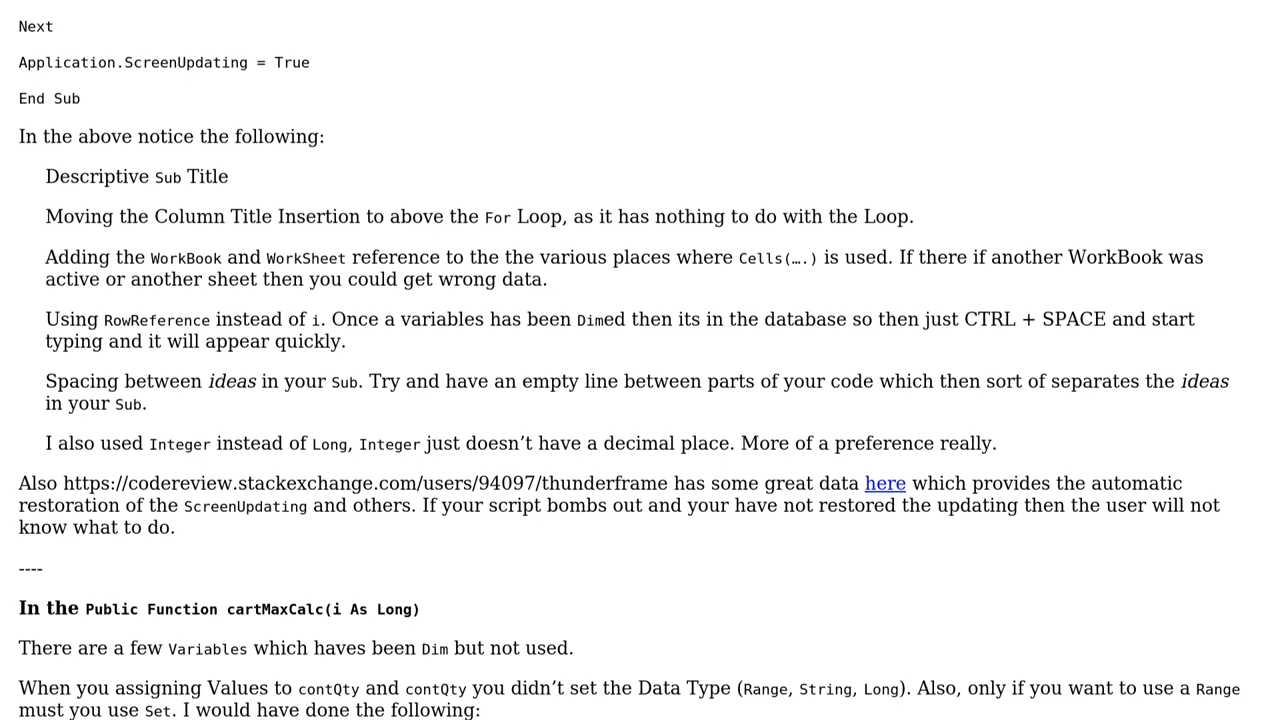 Next
Application.ScreenUpdating = True
End Sub
In the above notice the following:
Descriptive Sub Title
Moving the Column Title Insertion to above the For Loop, as it has nothing to do with the Loop.
Adding the WorkBook and WorkSheet reference to the the various places where Cells(….) is used. If there if another WorkBook was
active or another sheet then you could get wrong data.
Using RowReference instead of i. Once a variables has been Dimed then its in the database so then just CTRL + SPACE and start
typing and it will appear quickly.
Spacing between ideas in your Sub. Try and have an empty line between parts of your code which then sort of separates the ideas
in your Sub.
I also used Integer instead of Long, Integer just doesn’t have a decimal place. More of a preference really.
Also https://codereview.stackexchange.com/users/94097/thunderframe has some great data here which provides the automatic
restoration of the ScreenUpdating and others. If your script bombs out and your have not restored the updating then the user will not
know what to do.
----
In the Public Function cartMaxCalc(i As Long)
There are a few Variables which haves been Dim but not used.
When you assigning Values to contQty and contQty you didn’t set the Data Type (Range, String, Long). Also, only if you want to use a Range
must you use Set. I would have done the following: